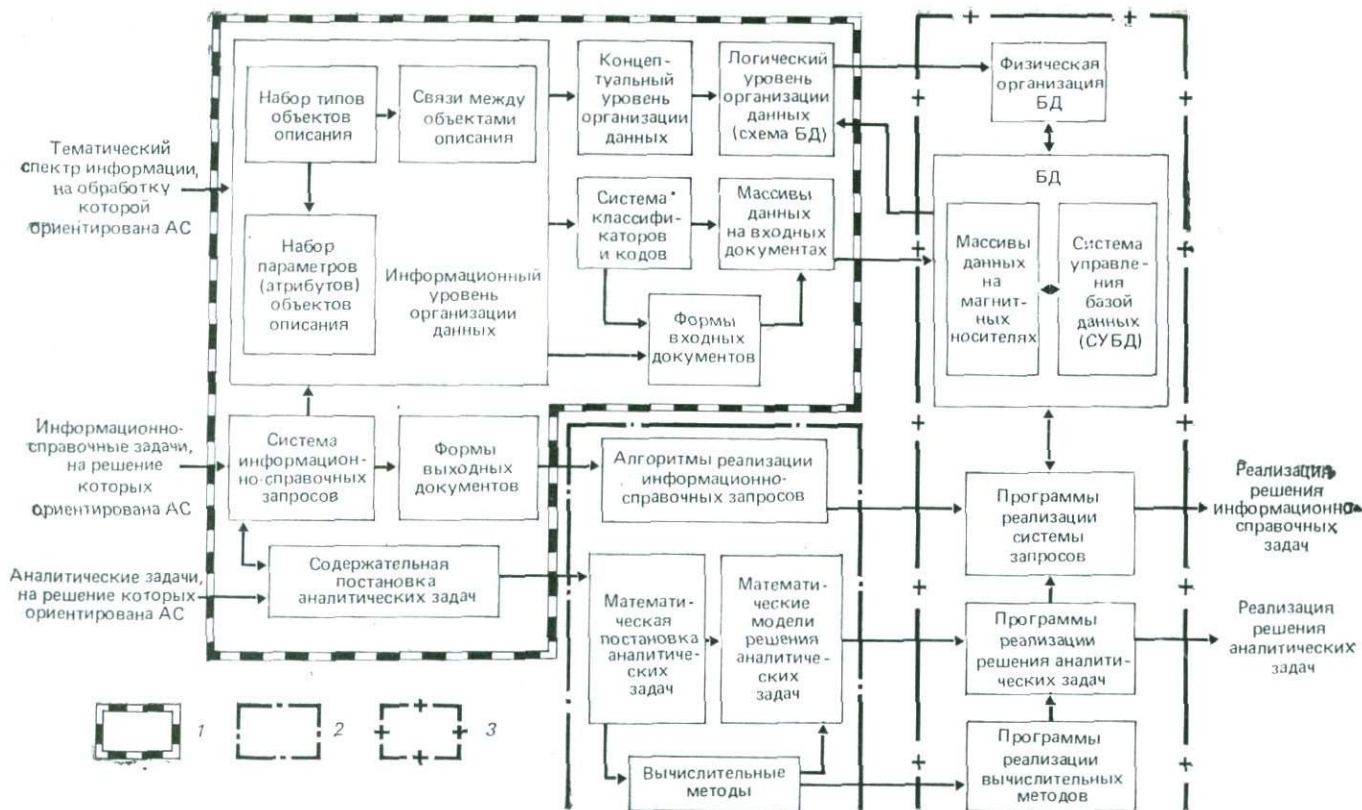 Тематический
спектр информации,
на обработку
которой
ориентирована АС
Информационно-
справочные задачи,
на решение
которых
ориентирована АС
Аналитические задачи,
на решение которых
ориентирована АС
Набор типов
объектов
описания
Связи между
объектами
описания
Набор
параметров
(атрибутов)
объектов
описания
Информационный
уровень
организации
данных
Концеп-
туальный
уровень
организации
данных
Логический
уровень
организации
данных
(схема БД)
Система
классифи-
каторов
и кодов
Массивы
данных
на входных
документах
Формы
входных
документов
Система
информацион-
но-справочных
запросов
Формы
выходных
документов
Содержательная
постановка
аналитических задач
Алгоритмы реализации
информационно-
справочных запросов
Математи-
ческая
постановка
аналитиче-
ских задач
Математи-
ческие
модели
решения
аналитиче-
ских
задач
Вычислительные
методы
Физическая
организация
БД
БД
Массивы
данных
на
магнит-
ных
носителях
Система
управле-
ния
базой
данных
(СУБД)
Программы
реализации
системы
запросов
Программы
реализации
решения аналити-
ческих задач
Программы
реализации
вычислительных
методов
Реализация
решения
информационно-
справочных
задач
Реализация
решения
аналитических
задач
1
2
3